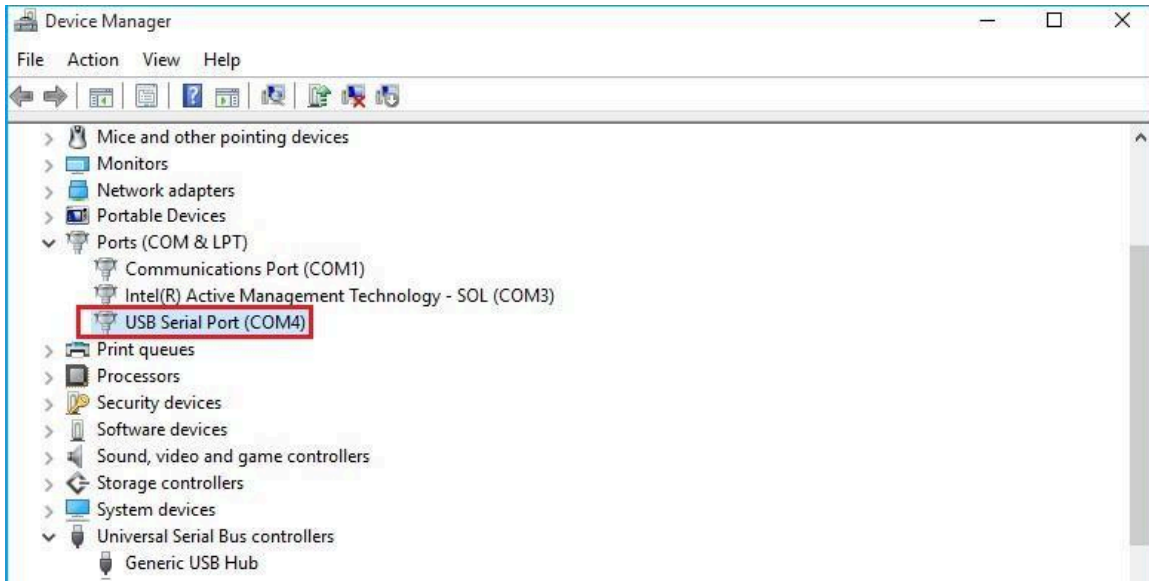 Device Manager
File Action View Help
Mice and other pointing devices
Monitors
Network adapters
Portable Devices
Ports (COM & LPT)
Communications Port (COM1)
Intel(R) Active Management Technology - SOL (COM3)
USB Serial Port (COM4)
Print queues
Processors
Security devices
Software devices
Sound, video and game controllers
Storage controllers
System devices
Universal Serial Bus controllers
Generic USB Hub